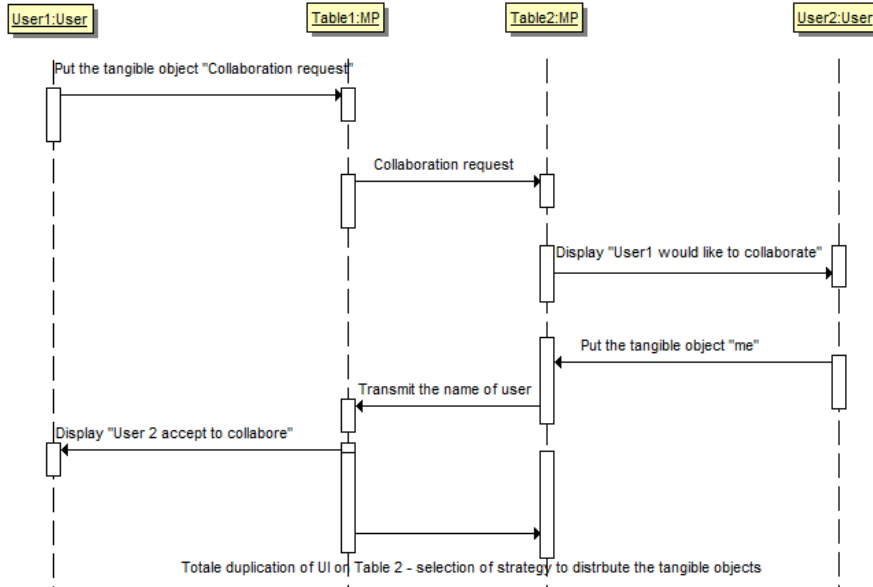 User1:User
Table1:MP
Table2:MP
User2:User
Put the tangible object "Collaboration request"
Collaboration request
Display "User1 would like to collaborate"
Put the tangible object "me"
Transmit the name of user
Display "User 2 accept to collabore"
Totale duplication of UI on Table 2 - selection of strategy to distrbute the tangible objects